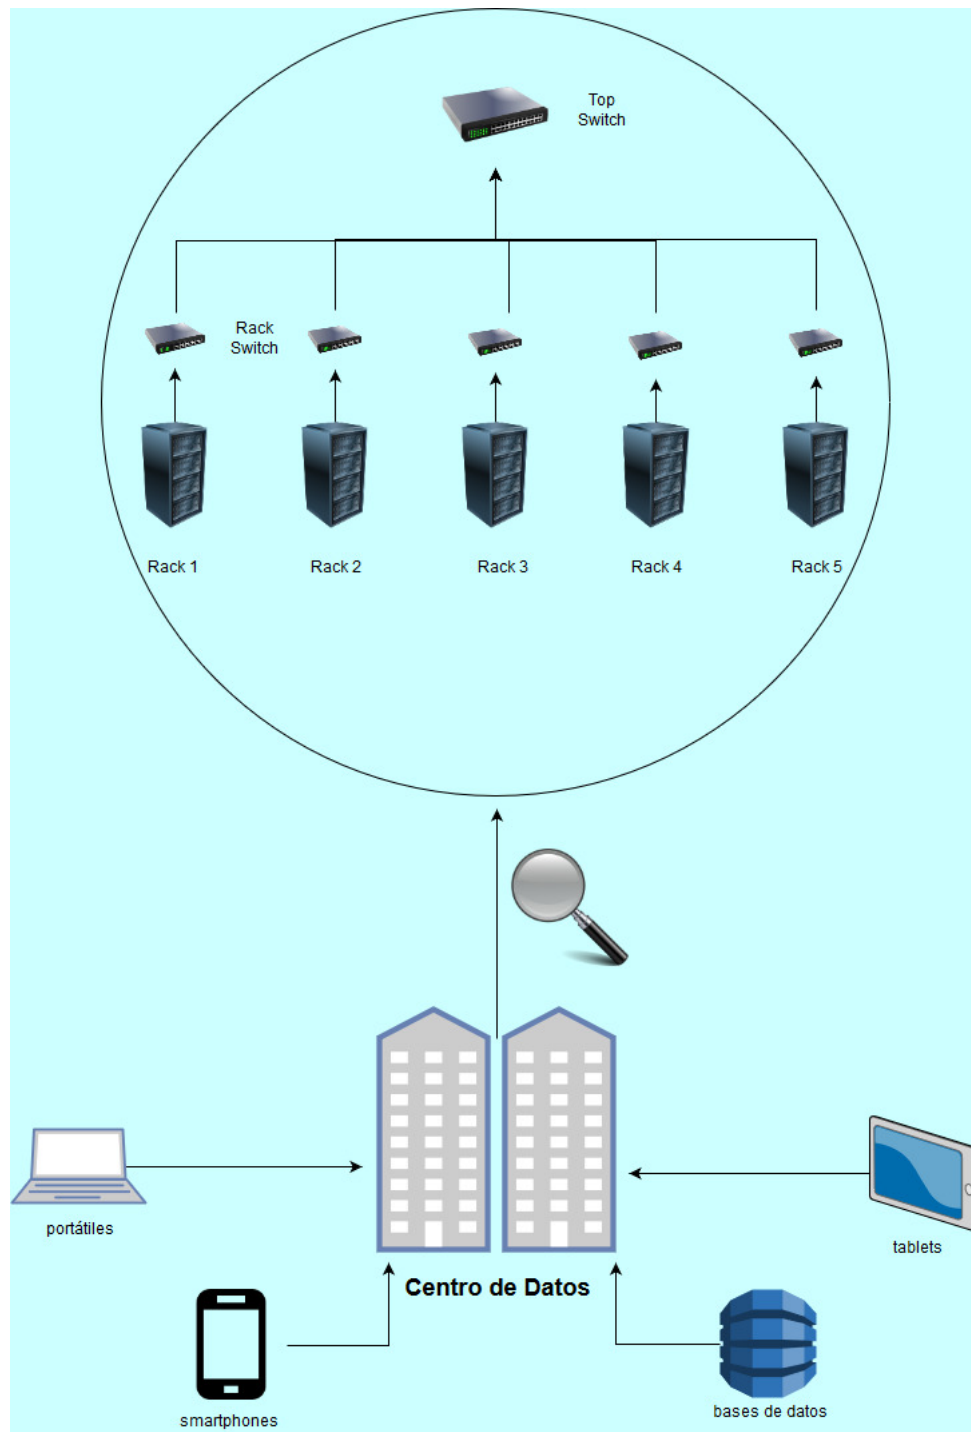 Top
Switch
Rack
Switch
Rack 1
Rack 2
Rack 3
Rack 4
Rack 5
portátiles
tablets
Centro de Datos
smartphones
bases de datos